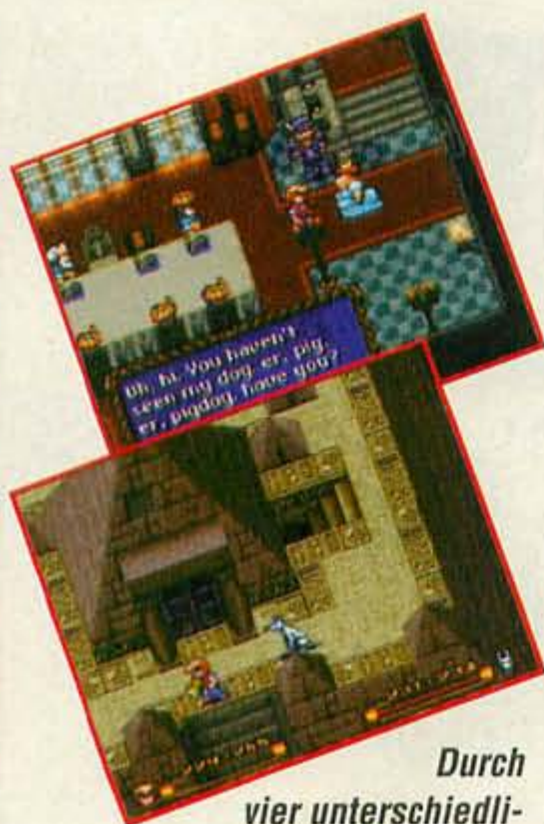 Uh, hi. You haven't
seen my dog, er, pig,
er, pigdog, have you?
Durch
vier unterschiedli-